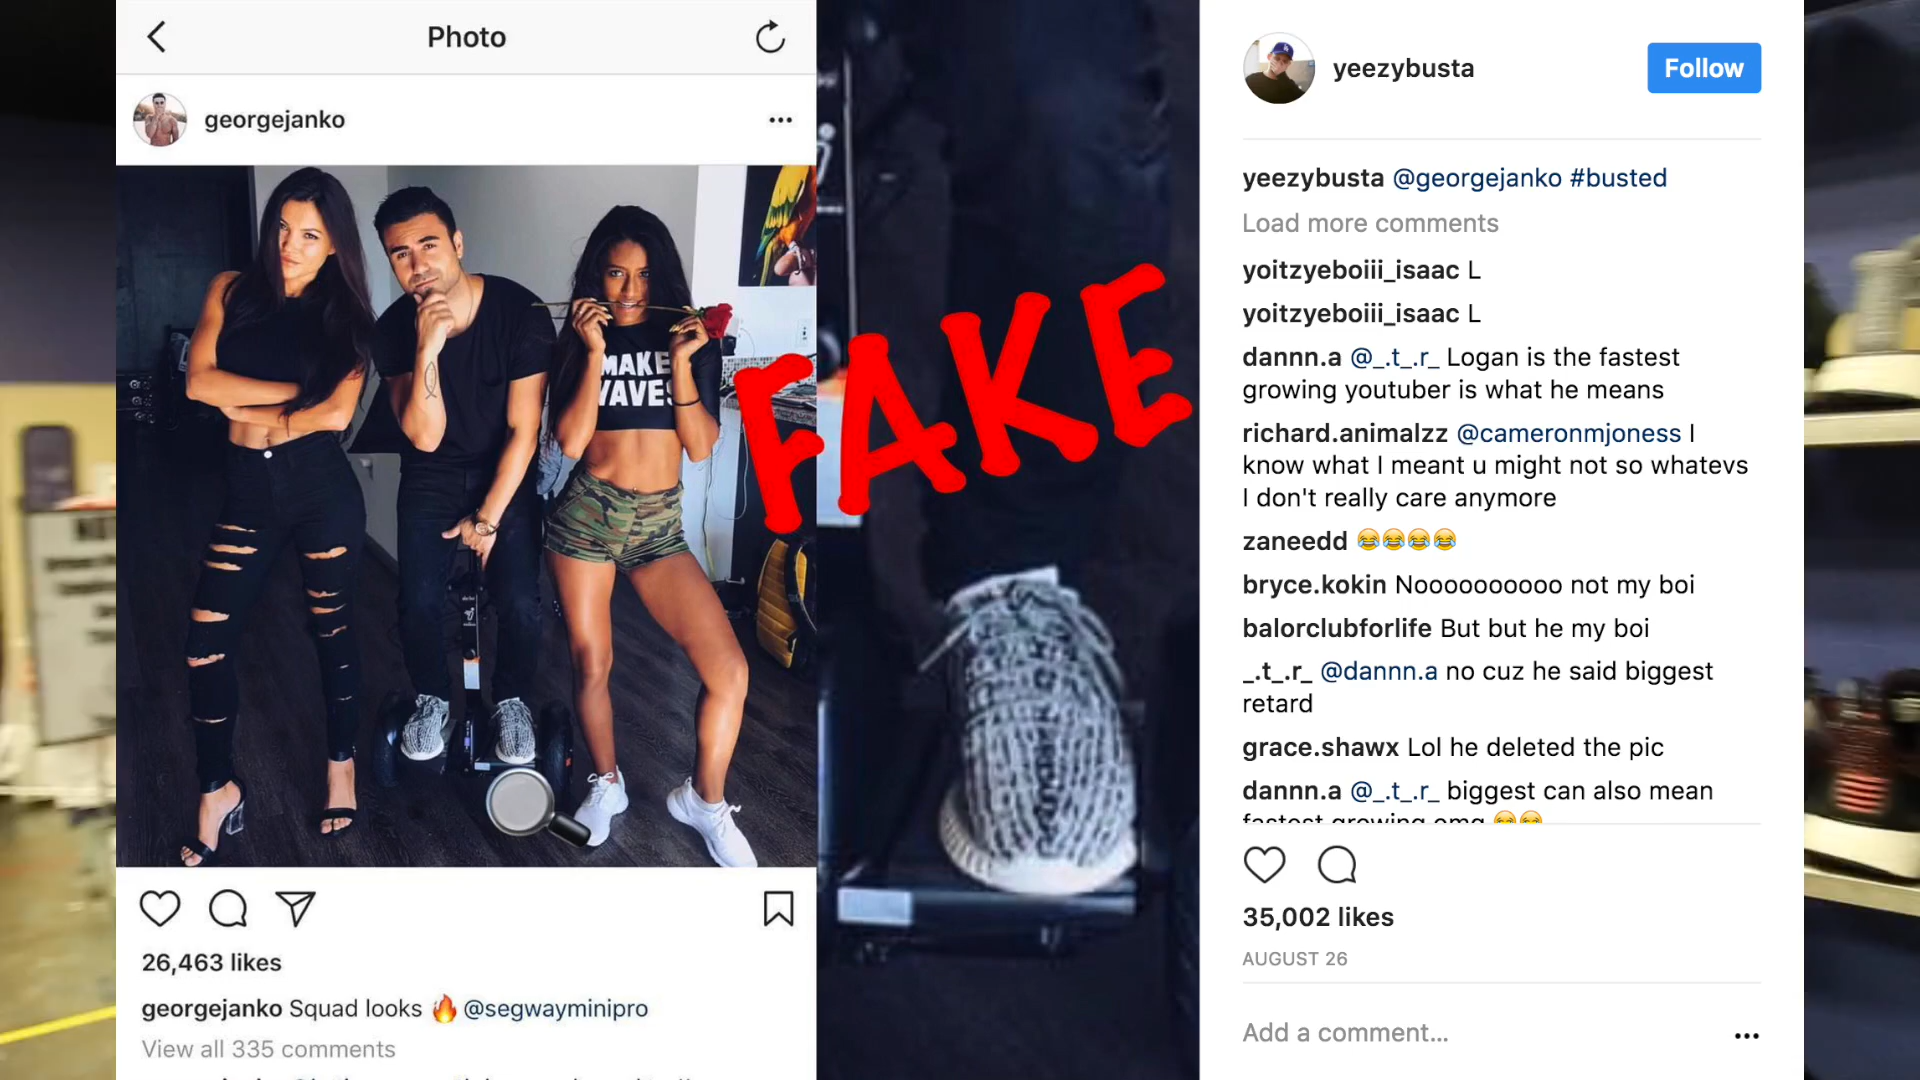 Photo
georgejanko
MAKE
WAVES
FAKE
26,463 likes
georgejanko Squad looks 🔥 @segwayminipro
View all 335 comments
yeezybusta
Follow
yeezybusta @georgejanko #busted
Load more comments
yoitzyeboiii_isaac L
yoitzyeboiii_isaac L
dannn.a @_.t_.r_ Logan is the fastest
growing youtuber is what he means
richard.animalzz @cameronmjoness I
know what I meant u might not so whatevs
I don't really care anymore
zaneedd 😂😂😂😂
bryce.kokin Noooooooooo not my boi
balorclubforlife But but he my boi
_.t_.r_ @dannn.a no cuz he said biggest
retard
grace.shawx Lol he deleted the pic
dannn.a @_.t_.r_ biggest can also mean
fastest growing omg 😂😂
35,002 likes
AUGUST 26
Add a comment...